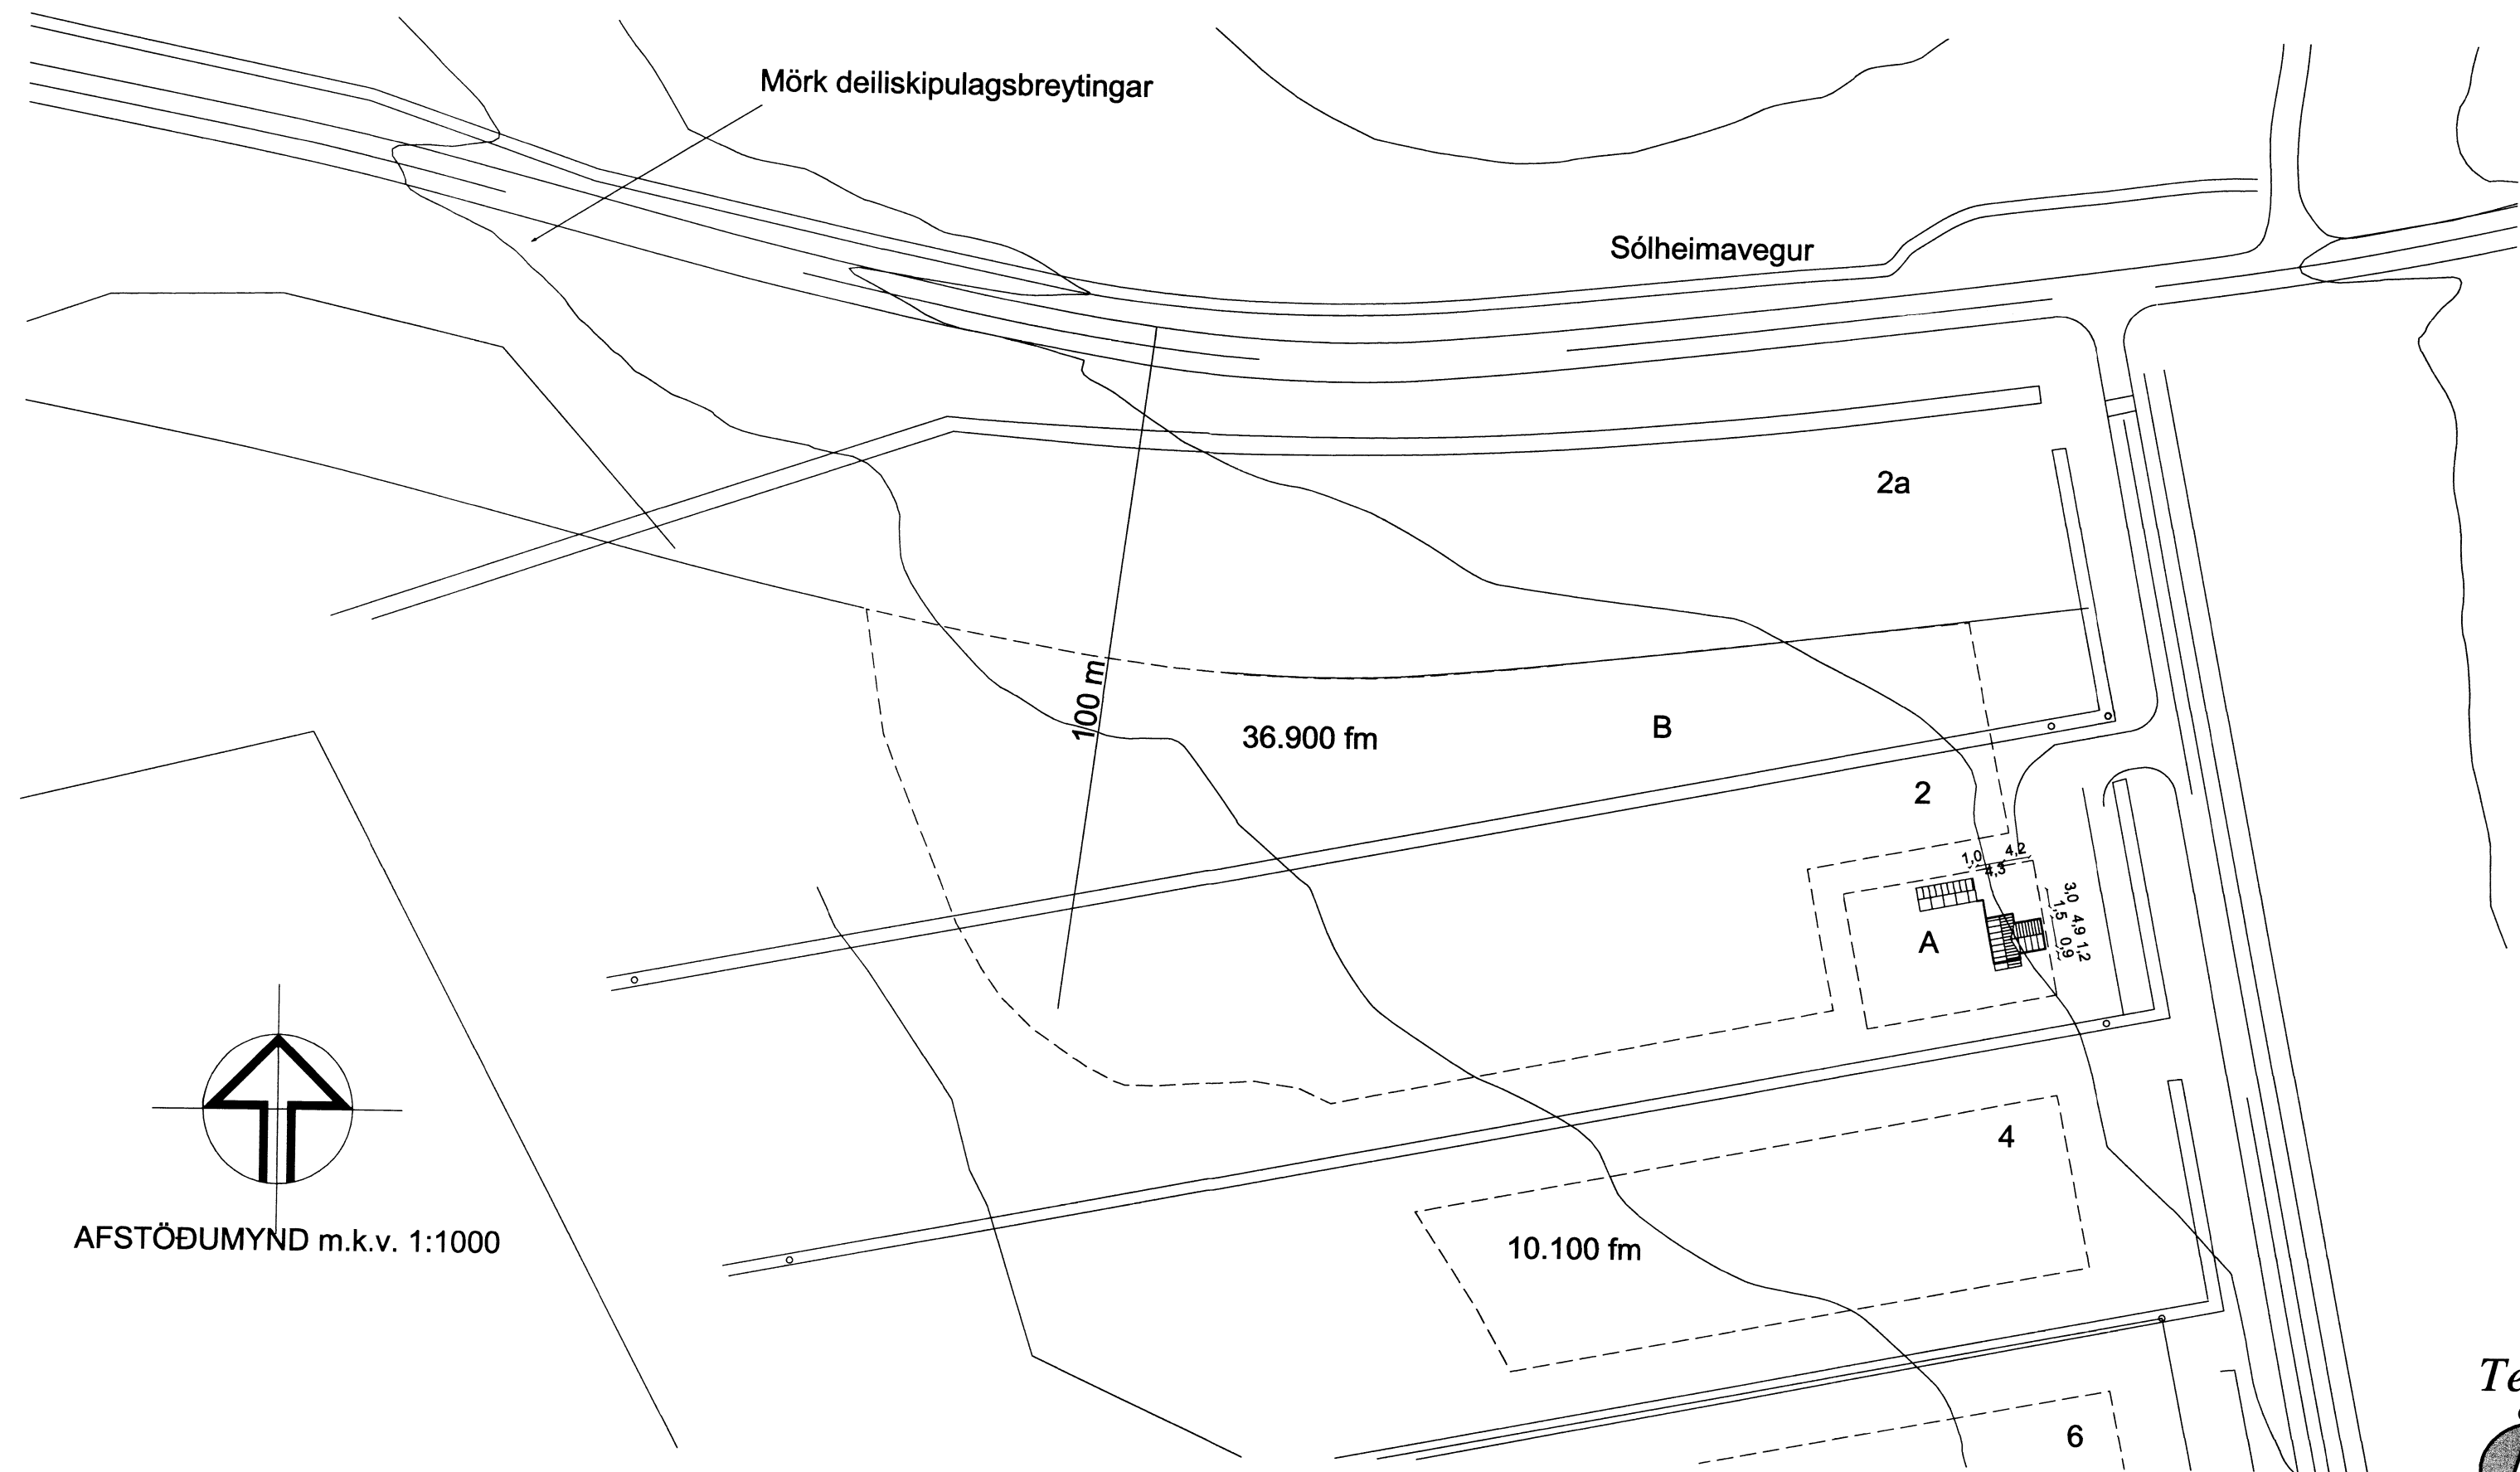 Mörk deiliskipulagsbreytingar
Sólheimavegur
2a
100 m
36.900 fm
B
2
1,0
4,2
4,3
3,0
1,5
4,9
1,2
0,9
A
4
10.100 fm
AFSTÖÐUMYND m.k.v. 1:1000
6